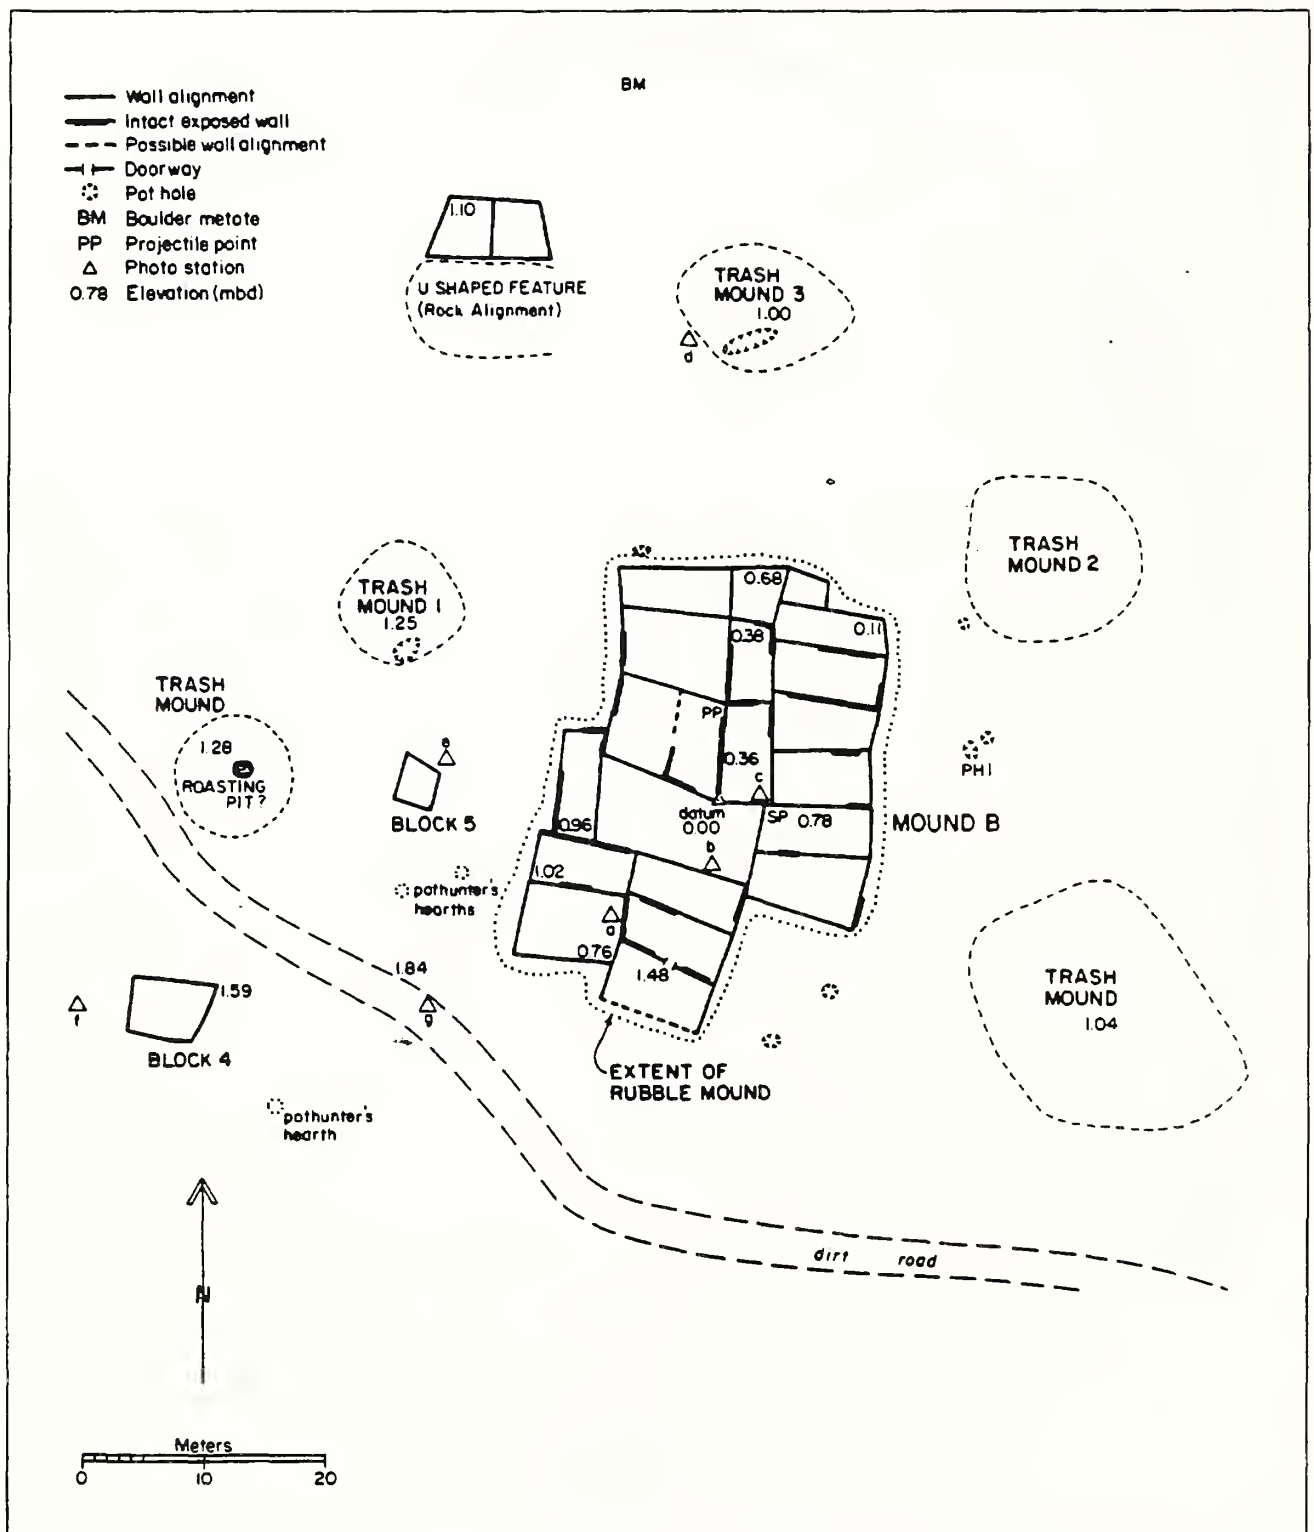 BM
Wall alignment
Intact exposed wall
Possible wall alignment
Doorway
Pot hole
BM Boulder metate
PP Projectile point
Photo station
0.78 Elevation (mbd)
1.10
U SHAPED FEATURE
(Rock Alignment)
TRASH
MOUND 3
1.00
d
TRASH
MOUND 2
TRASH
MOUND 1
1.25
0.68
0.38
0.11
TRASH
MOUND
1.28
ROASTING
PIT?
e
BLOCK 5
PP
0.36
c
PH1
datum
0.00
SP 0.78
MOUND B
0.96
b
1.02
pothunter's
hearths
a
0.76
1.48
1.84
1.59
f
g
BLOCK 4
TRASH
MOUND
1.04
EXTENT OF
RUBBLE MOUND
pothunter's
hearth
N
dirt road
Meters
0 10 20